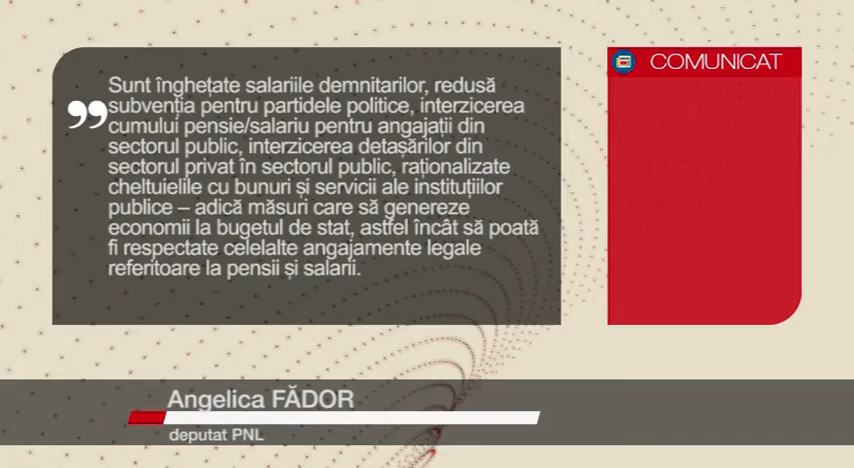 COMUNICAT
Sunt înghețate salariile demnitarilor, redusă
subvenția pentru partidele politice, interzicerea
cumului pensie/salariu pentru angajații din
sectorul public, interzicerea detașărilor din
sectorul privat în sectorul public, raționalizate
cheltuielile cu bunuri și servicii ale instituțiilor
publice – adică măsuri care să genereze
economii la bugetul de stat, astfel încât să poată
fi respectate celelalte angajamente legale
referitoare la pensii și salarii.
Angelica FĂDOR
deputat PNL